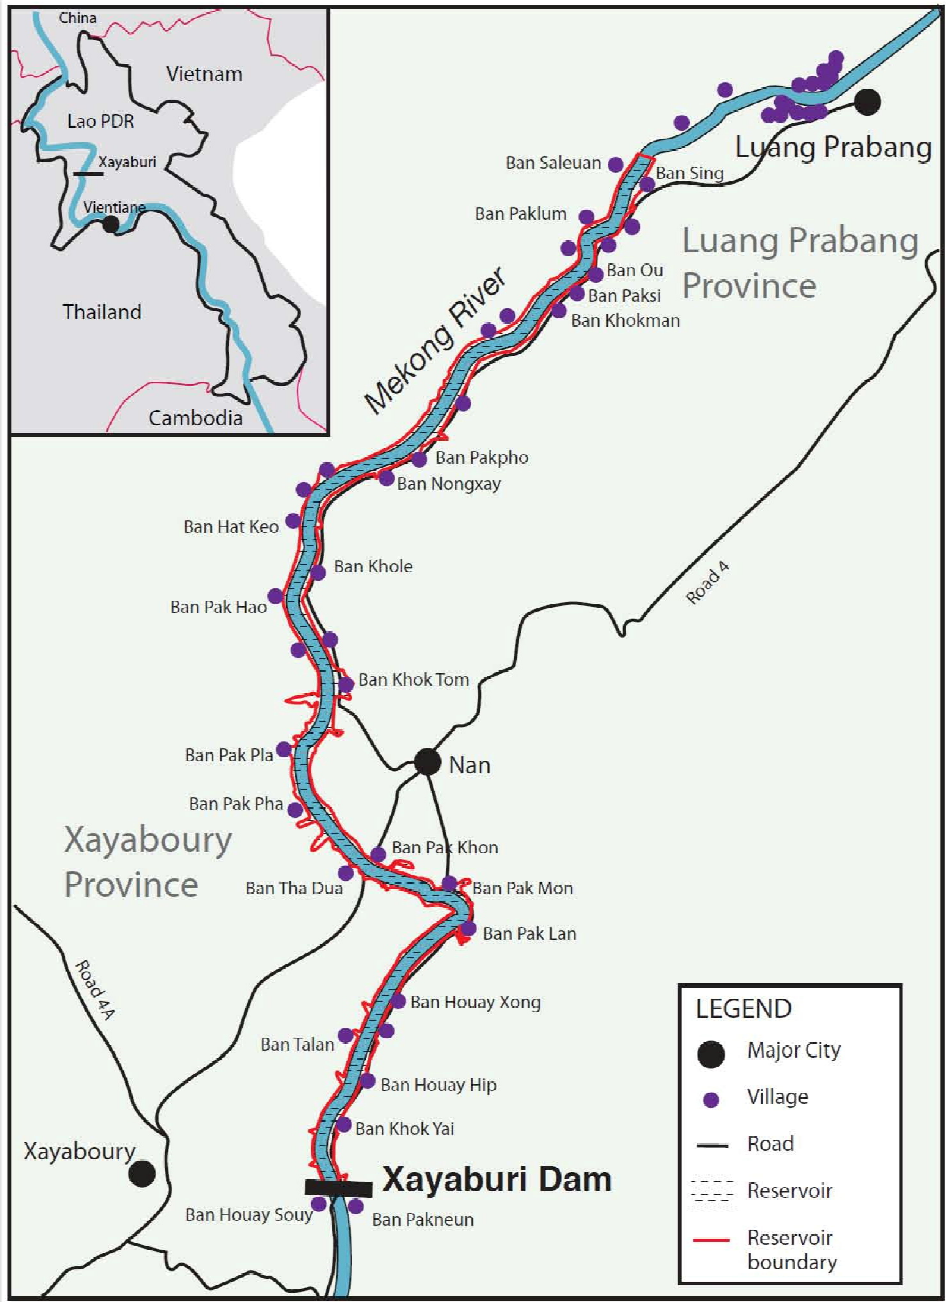 China
Vietnam
Lao PDR
Xayaburi
Vientiane
Thailand
Cambodia
Luang Prabang
Ban Saleuan
Ban Sing
Ban Paklum
Luang Prabang
Province
Ban Ou
Ban Paksi
Ban Khokman
Mekong River
Ban Pakpho
Ban Nongxay
Ban Hat Keo
Ban Khole
Ban Pak Hao
Road 4
Ban Khok Tom
Ban Pak Pla
Nan
Ban Pak Pha
Xayaboury
Province
Ban Pak Khon
Ban Tha Dua
Ban Pak Mon
Ban Pak Lan
Road 4A
Ban Houay Xong
Ban Talan
Ban Houay Hip
Ban Khok Yai
Xayaboury
Xayaburi Dam
Ban Houay Souy
Ban Pakneun
LEGEND
Major City
Village
Road
Reservoir
Reservoir
boundary